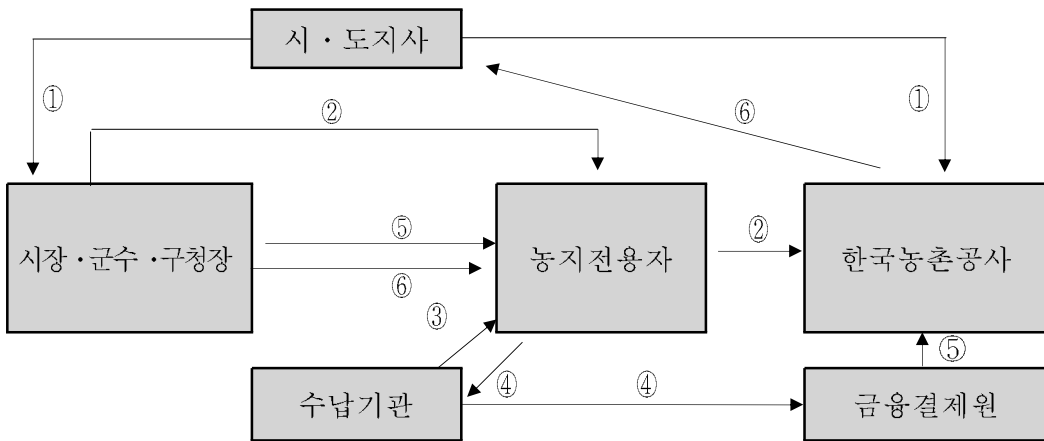 시·도지사
①
①
②
⑥
시장·군수·구청장
⑤
⑥
농지전용자
②
한국농촌공사
③
⑤
수납기관
④
④
금융결제원